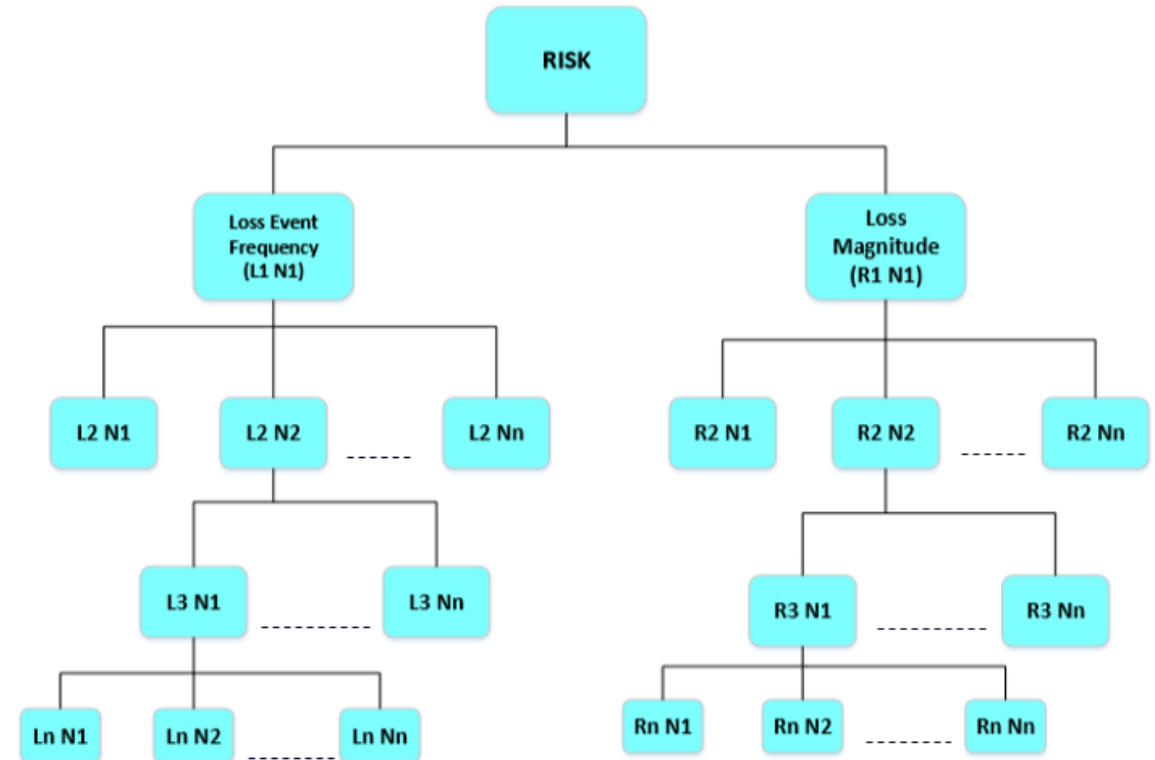 RISK
Loss Event
Frequency
(L1 N1)
Loss
Magnitude
(R1 N1)
L2 N1
L2 N2
L2 Nn
R2 N1
R2 N2
R2 Nn
L3 N1
L3 Nn
R3 N1
R3 Nn
Ln N1
Ln N2
Ln Nn
Rn N1
Rn N2
Rn Nn